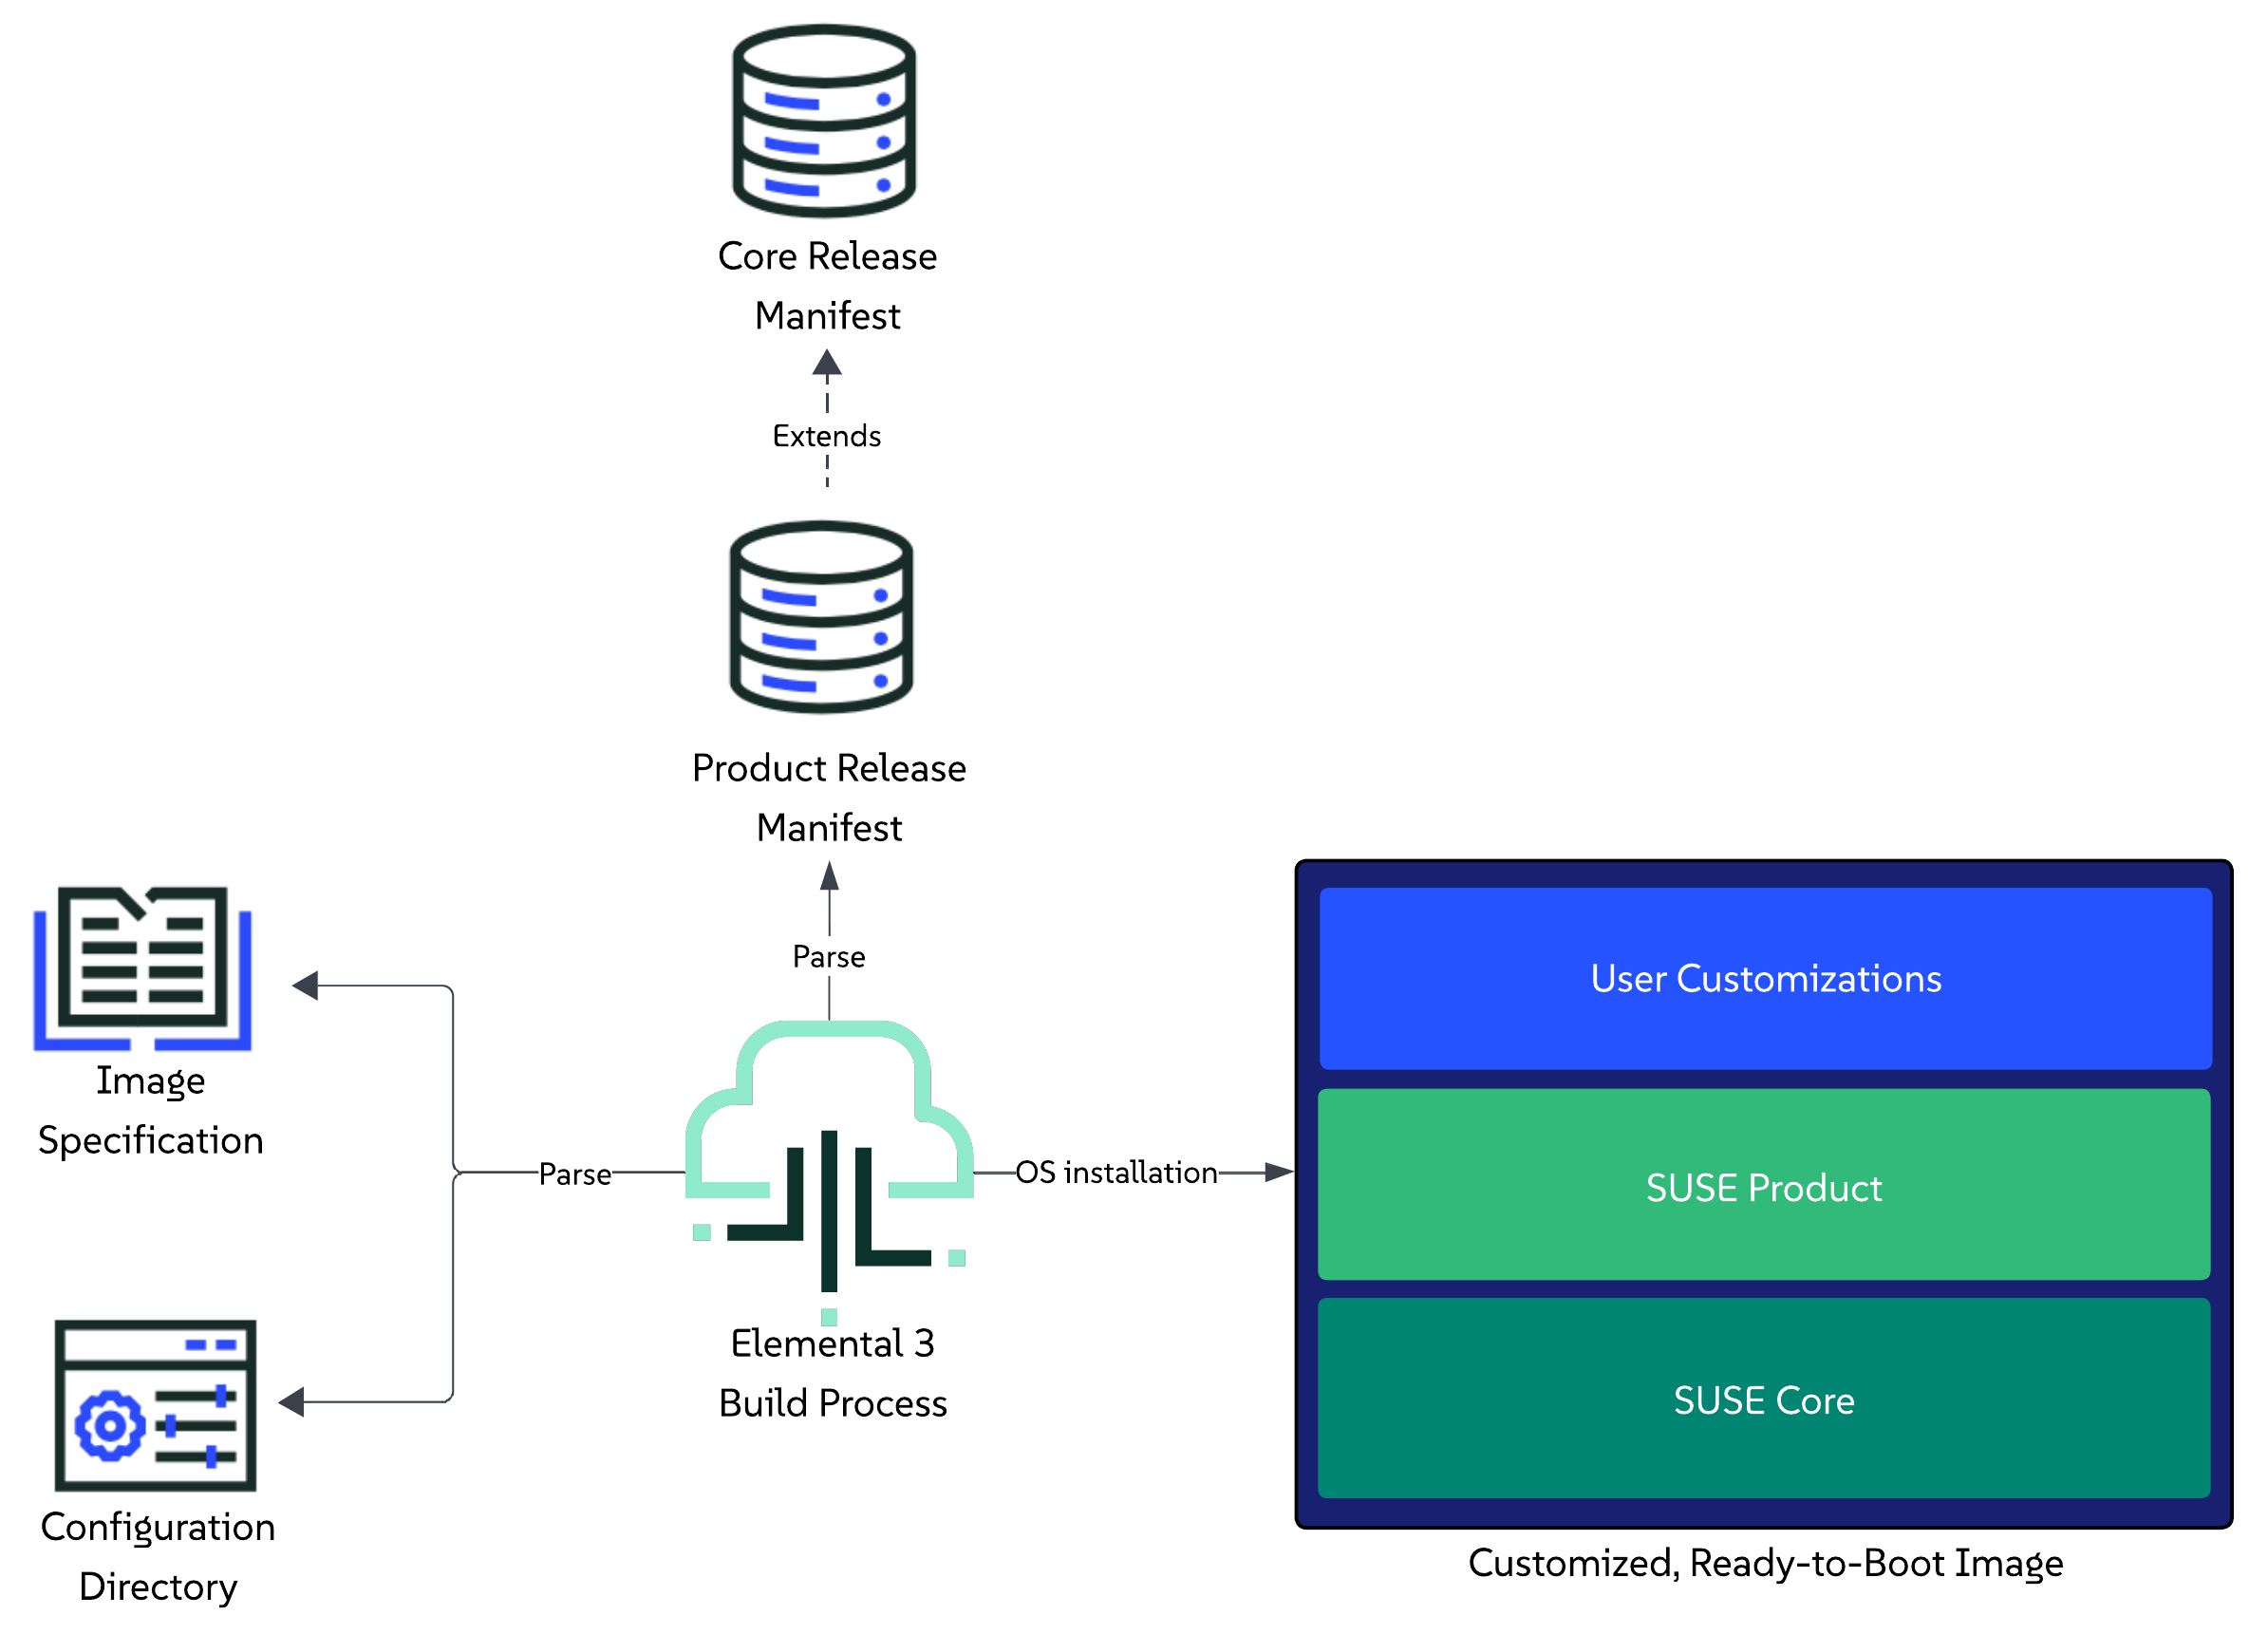 Core Release
Manifest
Extends
Product Release
Manifest
Parse
Image
Specification
Parse
OS installation
Elemental 3
Build Process
Configuration
Directory
User Customizations
SUSE Product
SUSE Core
Customized, Ready-to-Boot Image